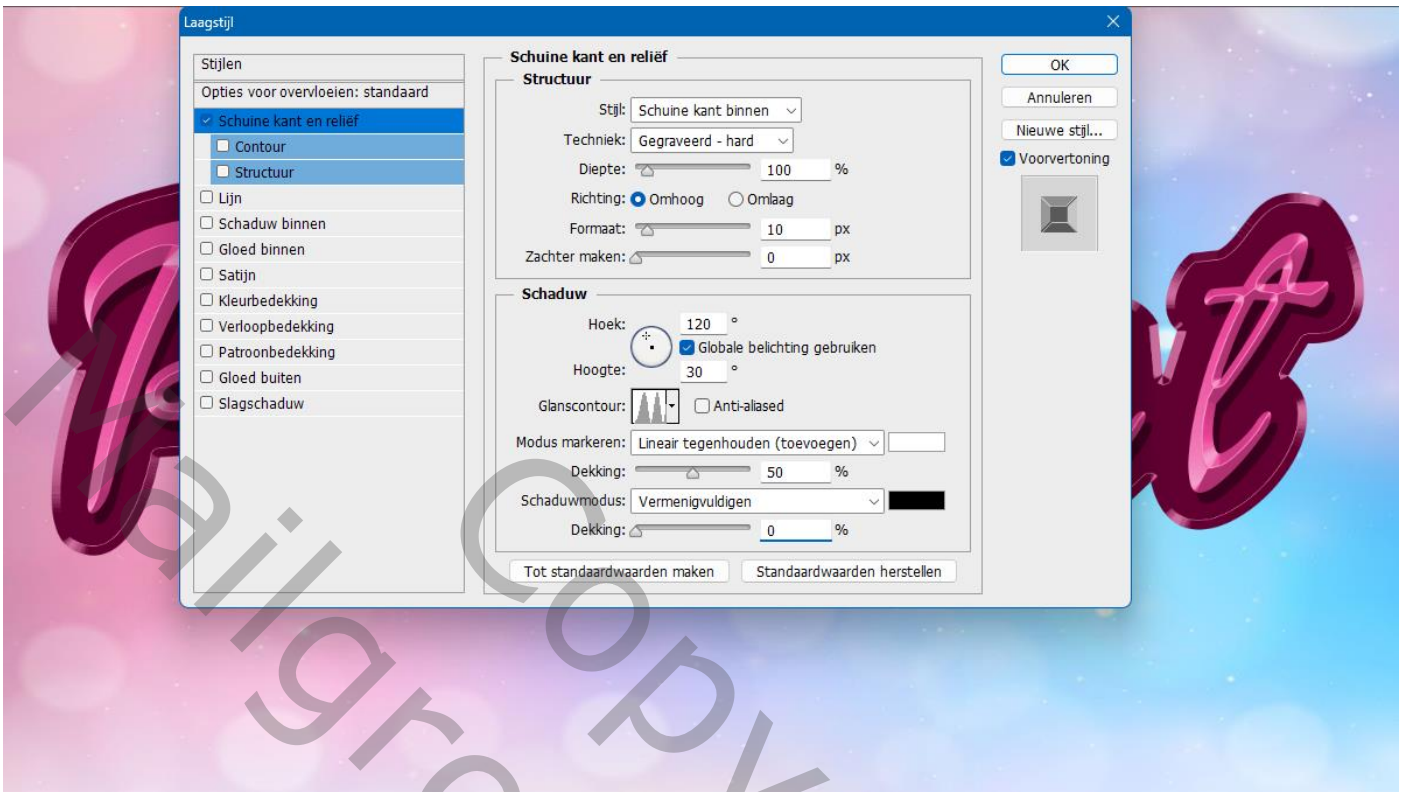 Laagstijl
Stijlen
Opties voor overvloeien: standaard
Schuine kant en reliëf
Contour
Structuur
Lijn
Schaduw binnen
Gloed binnen
Satijn
Kleurbedekking
Verloopbedekking
Patroonbedekking
Gloed buiten
Slagschaduw
Schuine kant en reliëf
Structuur
Stijl: Schuine kant binnen
Techniek: Gegraveerd - hard
Diepte: 100 %
Richting: Omhoog Omlaag
Formaat: 10 px
Zachter maken: 0 px
Schaduw
Hoek: 120 °
Globale belichting gebruiken
Hoogte: 30 °
Glanscontour: Anti-aliased
Modus markeren: Lineair tegenhouden (toevoegen)
Dekking: 50 %
Schaduwmodus: Vermenigvuldigen
Dekking: 0 %
Tot standaardwaarden maken Standaardwaarden herstellen
OK
Annuleren
Nieuwe stijl...
Voorvertoning